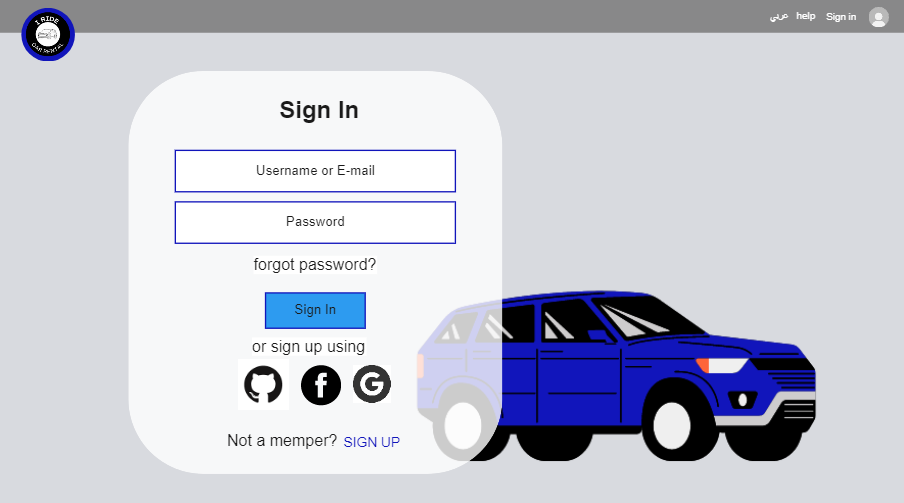 I RIDE
CAR RENTAL
عربي help Sign in
Sign In
Username or E-mail
Password
forgot password?
Sign In
or sign up using
Not a memper? SIGN UP